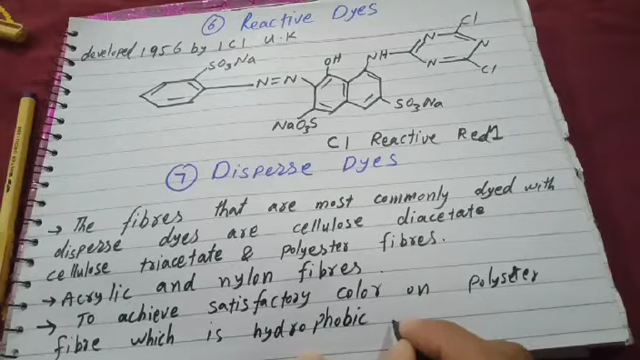 ⑥ Reactive Dyes
developed 1956 by ICI U.K
SO3Na
N=N
OH
NH
Cl
N
N
N
Cl
NaO3S
SO3Na
CI Reactive Red1
⑦ Disperse Dyes
→ The fibres that are most commonly dyed with
disperse dyes are cellulose diacetate
cellulose triacetate & polyester fibres.
→ Acrylic and nylon fibres
→ To achieve satisfactory color on polyster
fibre which is hydrophobic